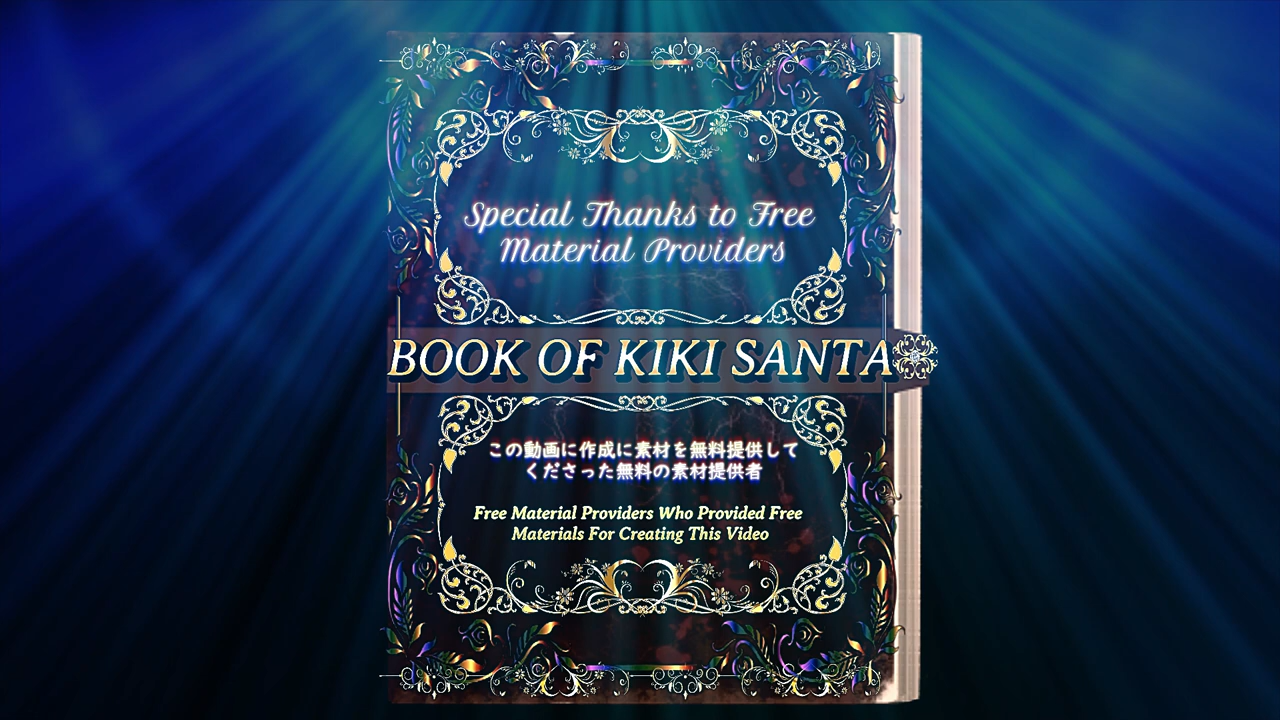 Special Thanks to Free
Material Providers
BOOK OF KIKI SANTA
この動画に作成に素材を無料提供して
くださった無料の素材提供者
Free Material Providers Who Provided Free
Materials For Creating This Video